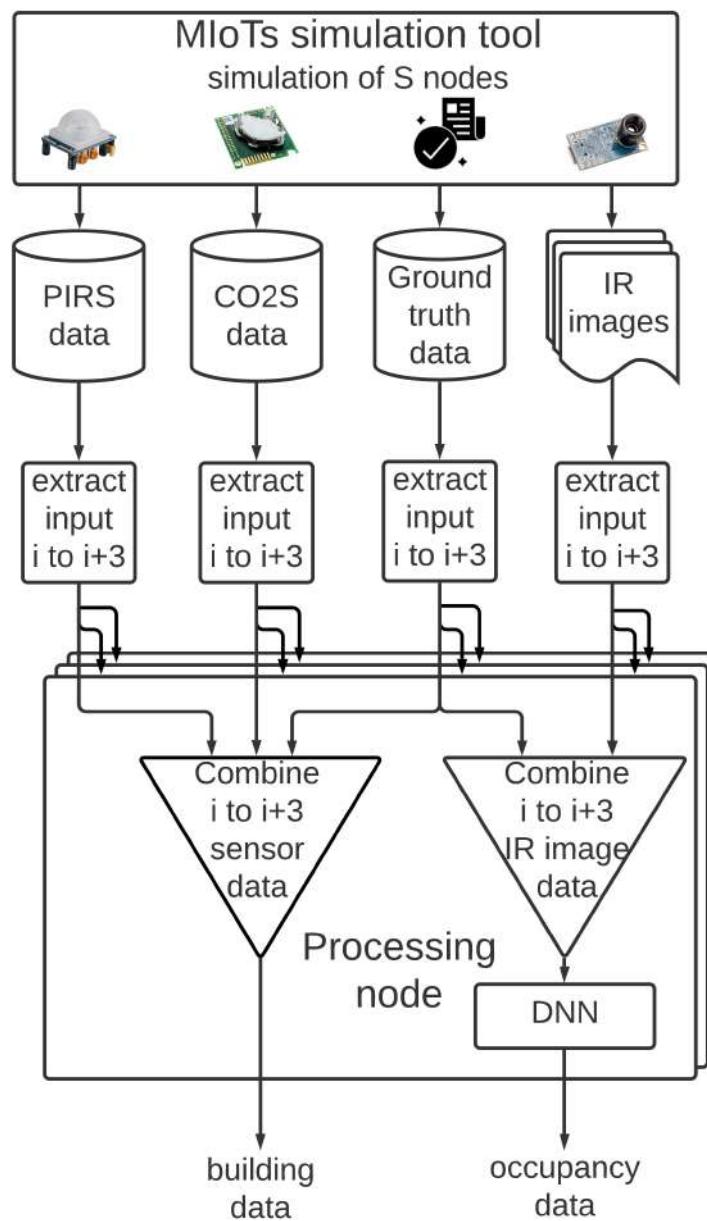 MIoTs simulation tool
simulation of S nodes
PIRS
data
CO2S
data
Ground
truth
data
IR
images
extract
input
i to i+3
extract
input
i to i+3
extract
input
i to i+3
extract
input
i to i+3
Combine
i to i+3
sensor
data
Combine
i to i+3
IR image
data
Processing
node
DNN
building
data
occupancy
data